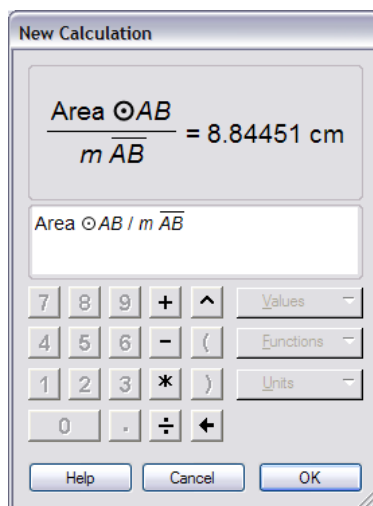 New Calculation
Area ⊙AB
m AB = 8.84451 cm
Area ⊙AB / m AB
7 8 9 + ^ Values
4 5 6 − ( Functions
1 2 3 * ) Units
0 . ÷ ←
Help Cancel OK